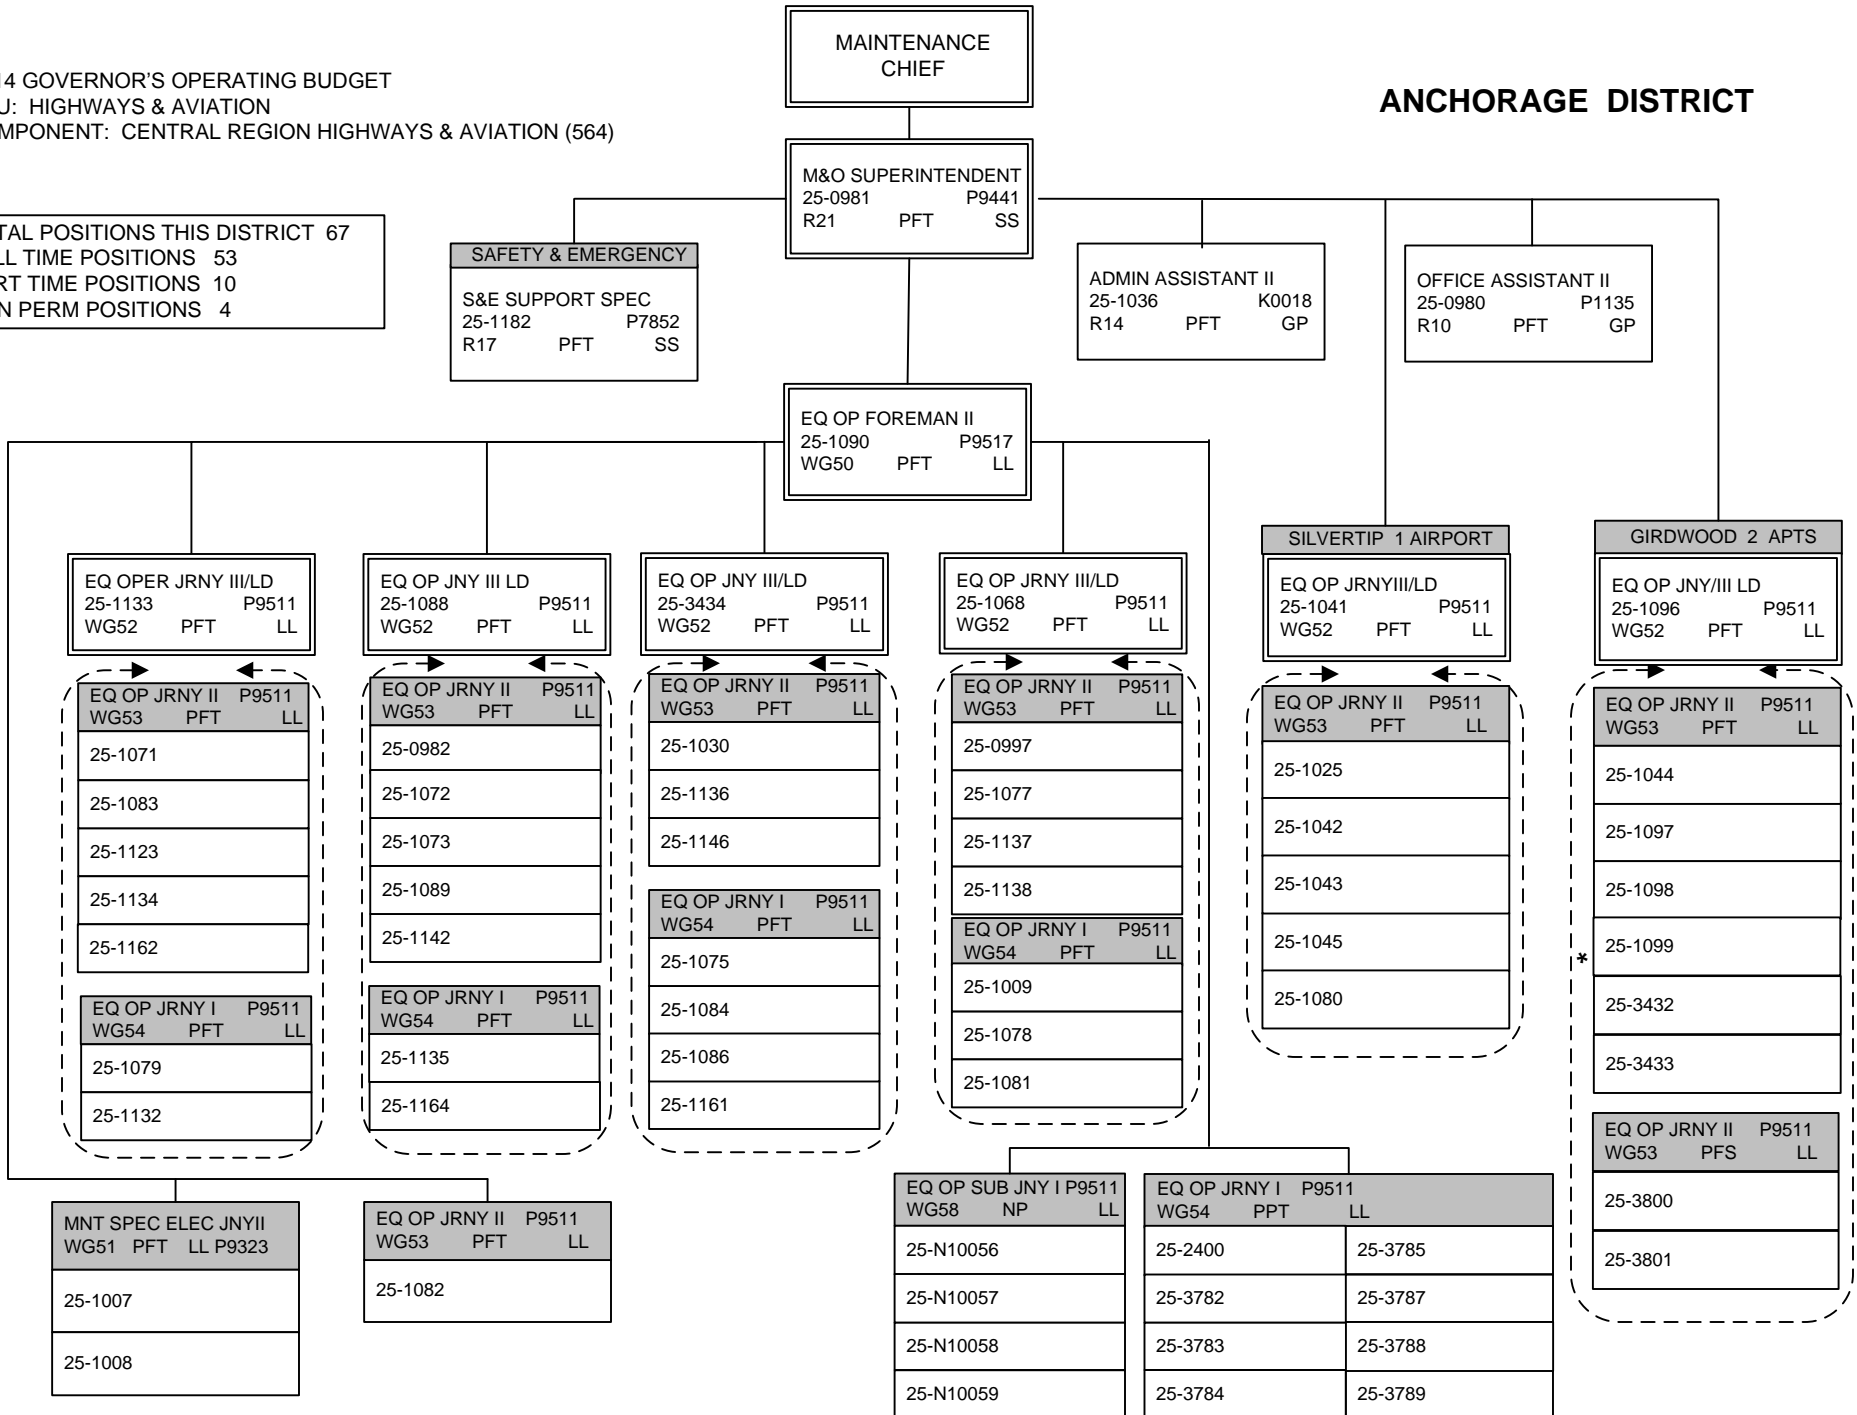 MAINTENANCE
CHIEF
14 GOVERNOR'S OPERATING BUDGET
U: HIGHWAYS & AVIATION
MPONENT: CENTRAL REGION HIGHWAYS & AVIATION (564)
ANCHORAGE DISTRICT
TAL POSITIONS THIS DISTRICT 67
LL TIME POSITIONS 53
RT TIME POSITIONS 10
N PERM POSITIONS 4
M&O SUPERINTENDENT
25-0981 P9441
R21 PFT SS
SAFETY & EMERGENCY
S&E SUPPORT SPEC
25-1182 P7852
R17 PFT SS
ADMIN ASSISTANT II
25-1036 K0018
R14 PFT GP
OFFICE ASSISTANT II
25-0980 P1135
R10 PFT GP
EQ OP FOREMAN II
25-1090 P9517
WG50 PFT LL
EQ OPER JRNY III/LD
25-1133 P9511
WG52 PFT LL
EQ OP JRNY II P9511
WG53 PFT LL
25-1071
25-1083
25-1123
25-1134
25-1162
EQ OP JRNY I P9511
WG54 PFT LL
25-1079
25-1132
EQ OP JNY III LD
25-1088 P9511
WG52 PFT LL
EQ OP JRNY II P9511
WG53 PFT LL
25-0982
25-1072
25-1073
25-1089
25-1142
EQ OP JRNY I P9511
WG54 PFT LL
25-1135
25-1164
EQ OP JNY III/LD
25-3434 P9511
WG52 PFT LL
EQ OP JRNY II P9511
WG53 PFT LL
25-1030
25-1136
25-1146
EQ OP JRNY I P9511
WG54 PFT LL
25-1075
25-1084
25-1086
25-1161
EQ OP JRNY III/LD
25-1068 P9511
WG52 PFT LL
EQ OP JRNY II P9511
WG53 PFT LL
25-0997
25-1077
25-1137
25-1138
EQ OP JRNY I P9511
WG54 PFT LL
25-1009
25-1078
25-1081
SILVERTIP 1 AIRPORT
EQ OP JRNYIII/LD
25-1041 P9511
WG52 PFT LL
EQ OP JRNY II P9511
WG53 PFT LL
25-1025
25-1042
25-1043
25-1045
25-1080
GIRDWOOD 2 APTS
EQ OP JNY/III LD
25-1096 P9511
WG52 PFT LL
EQ OP JRNY II P9511
WG53 PFT LL
25-1044
25-1097
25-1098
* 25-1099
25-3432
25-3433
EQ OP JRNY II P9511
WG53 PFS LL
25-3800
25-3801
MNT SPEC ELEC JNYII
WG51 PFT LL P9323
25-1007
25-1008
EQ OP JRNY II P9511
WG53 PFT LL
25-1082
EQ OP SUB JNY I P9511
WG58 NP LL
25-N10056
25-N10057
25-N10058
25-N10059
EQ OP JRNY I P9511
WG54 PPT LL
25-2400 25-3785
25-3782 25-3787
25-3783 25-3788
25-3784 25-3789